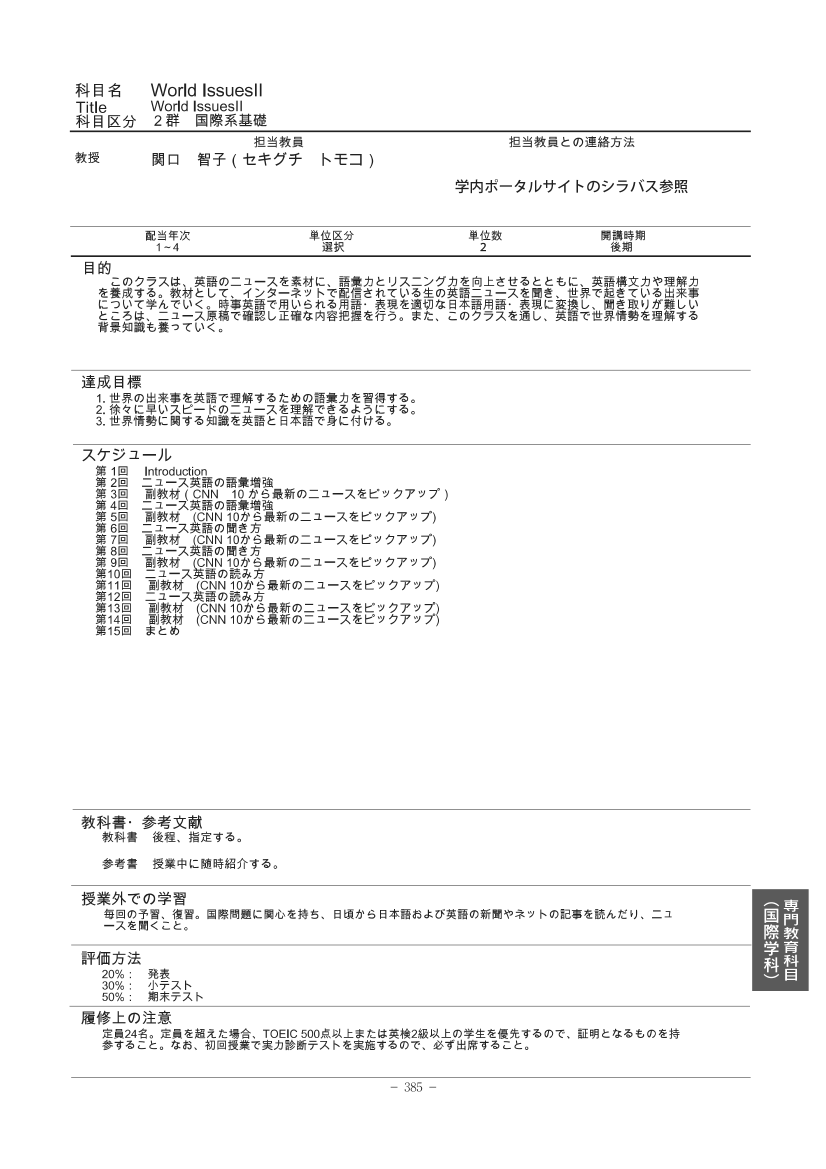 科目名 World IssuesII
Title World IssuesII
科目区分 ２群　国際系基礎
担当教員 担当教員との連絡方法
教授 関口　智子 ( セキグチ　トモコ )
学内ポータルサイトのシラバス参照
配当年次 単位区分 単位数 開講時期
1~4 選択 2 後期
目的
このクラスは、英語のニュースを素材に、語彙力とリスニング力を向上させるとともに、英語構文力や理解力
を養成する。教材として、インターネットで配信されている生の英語ニュースを聞き、世界で起きている出来事
について学んでいく。時事英語で用いられる用語・表現を適切な日本語用語・表現に変換し、聞き取りが難しい
ところは、ニュース原稿で確認し正確な内容把握を行う。また、このクラスを通し、英語で世界情勢を理解する
背景知識も養っていく。
達成目標
1. 世界の出来事を英語で理解するための語彙力を習得する。
2. 徐々に早いスピードのニュースを理解できるようにする。
3. 世界情勢に関する知識を英語と日本語で身に付ける。
スケジュール
第 1回 Introduction
第 2回 ニュース英語の語彙増強
第 3回 副教材 ( CNN　10 から最新のニュースをピックアップ )
第 4回 ニュース英語の語彙増強
第 5回 副教材　(CNN 10から最新のニュースをピックアップ)
第 6回 ニュース英語の聞き方
第 7回 副教材　(CNN 10から最新のニュースをピックアップ)
第 8回 ニュース英語の聞き方
第 9回 副教材　(CNN 10から最新のニュースをピックアップ)
第10回 ニュース英語の読み方
第11回 副教材　(CNN 10から最新のニュースをピックアップ)
第12回 ニュース英語の読み方
第13回 副教材　(CNN 10から最新のニュースをピックアップ)
第14回 副教材　(CNN 10から最新のニュースをピックアップ)
第15回 まとめ
教科書・参考文献
教科書　後程、指定する。
参考書　授業中に随時紹介する。
授業外での学習
毎回の予習、復習。国際問題に関心を持ち、日頃から日本語および英語の新聞やネットの記事を読んだり、ニュ
ースを聞くこと。
評価方法
20%：　発表
30%：　小テスト
50%：　期末テスト
履修上の注意
定員24名。定員を超えた場合、TOEIC 500点以上または英検2級以上の学生を優先するので、証明となるものを持
参すること。なお、初回授業で実力診断テストを実施するので、必ず出席すること。
専門教育科目
（国際学科）
− 385 −